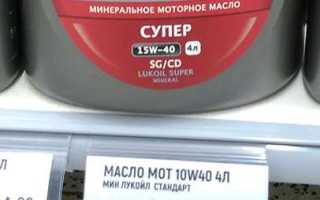 МИНЕРАЛЬНОЕ МОТОРНОЕ МАСЛО
СУПЕР
15W-40 4л
SG/CD
LUKOIL SUPER
MINERAL
Л
МАСЛО МОТ 10W40 4Л
МИН ЛУКОЙЛ СТАНДАРТ